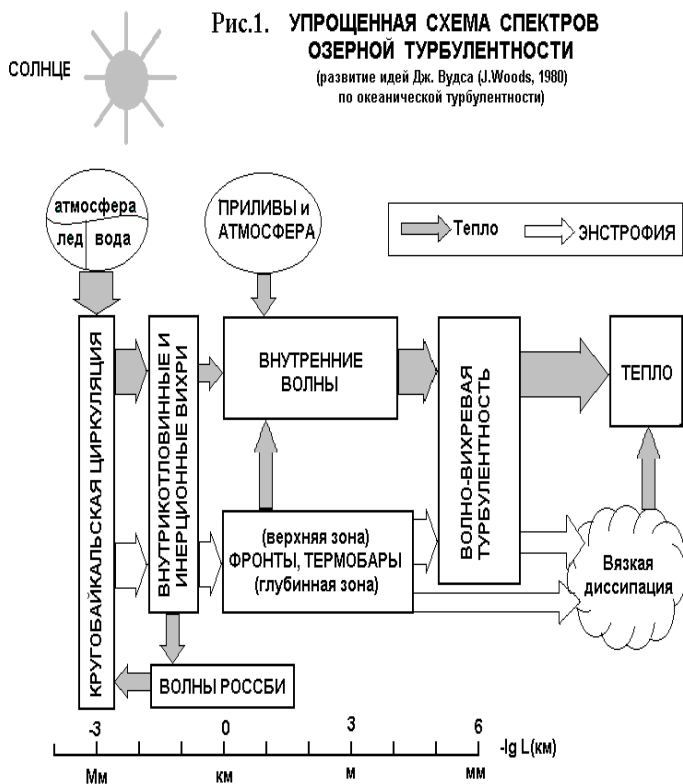 Рис.1. УПРОЩЕННАЯ СХЕМА СПЕКТРОВ
ОЗЕРНОЙ ТУРБУЛЕНТНОСТИ
(развитие идей Дж. Вудса (J.Woods, 1980)
по океанической турбулентности)
СОЛНЦЕ
атмосфера
лед вода
ПРИЛИВЫ и
АТМОСФЕРА
Тепло
ЭНСТРОФИЯ
КРУГОБАЙКАЛЬСКАЯ ЦИРКУЛЯЦИЯ
ВНУТРИКОТЛОВИННЫЕ И
ИНЕРЦИОННЫЕ ВИХРИ
ВНУТРЕННИЕ
ВОЛНЫ
ВОЛНО-ВИХРЕВАЯ
ТУРБУЛЕНТНОСТЬ
ТЕПЛО
(верхняя зона)
ФРОНТЫ, ТЕРМОБАРЫ
(глубинная зона)
Вязкая
диссипация
ВОЛНЫ РОССБИ
-3 0 3 6
-lg L(км)
Мм км м мм